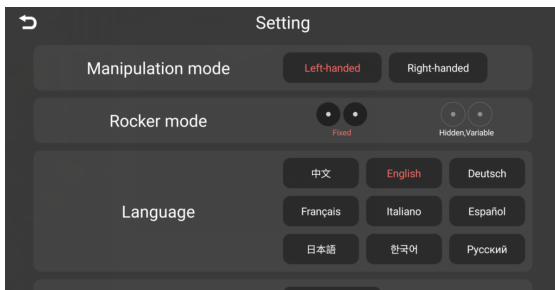 Setting
Manipulation mode
Left-handed
Right-handed
Rocker mode
Fixed
Hidden,Variable
Language
中文
English
Deutsch
Français
Italiano
Español
日本語
한국어
Русский